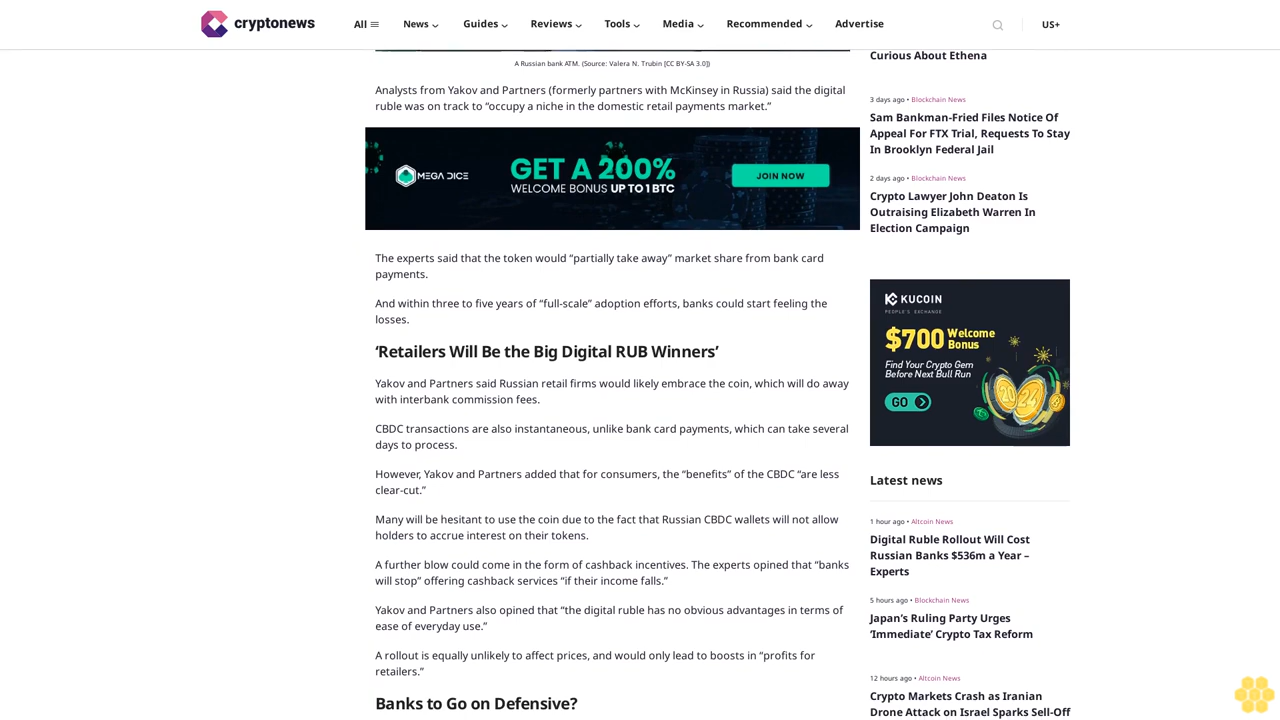 cryptonews
All
News
Guides
Reviews
Tools
Media
Recommended
Advertise
US+
A Russian bank ATM. (Source: Valera N. Trubin [CC BY-SA 3.0])
Analysts from Yakov and Partners (formerly partners with McKinsey in Russia) said the digital
ruble was on track to “occupy a niche in the domestic retail payments market.”
MEGA DICE
GET A 200%
WELCOME BONUS UP TO 1 BTC
JOIN NOW
The experts said that the token would “partially take away” market share from bank card
payments.
And within three to five years of “full-scale” adoption efforts, banks could start feeling the
losses.
‘Retailers Will Be the Big Digital RUB Winners’
Yakov and Partners said Russian retail firms would likely embrace the coin, which will do away
with interbank commission fees.
CBDC transactions are also instantaneous, unlike bank card payments, which can take several
days to process.
However, Yakov and Partners added that for consumers, the “benefits” of the CBDC “are less
clear-cut.”
Many will be hesitant to use the coin due to the fact that Russian CBDC wallets will not allow
holders to accrue interest on their tokens.
A further blow could come in the form of cashback incentives. The experts opined that “banks
will stop” offering cashback services “if their income falls.”
Yakov and Partners also opined that “the digital ruble has no obvious advantages in terms of
ease of everyday use.”
A rollout is equally unlikely to affect prices, and would only lead to boosts in “profits for
retailers.”
Banks to Go on Defensive?
Curious About Ethena
3 days ago • Blockchain News
Sam Bankman-Fried Files Notice Of
Appeal For FTX Trial, Requests To Stay
In Brooklyn Federal Jail
2 days ago • Blockchain News
Crypto Lawyer John Deaton Is
Outraising Elizabeth Warren In
Election Campaign
KUCOIN
PEOPLE'S EXCHANGE
$700 Welcome
Bonus
Find Your Crypto Gem
Before Next Bull Run
GO
20
24
Latest news
1 hour ago • Altcoin News
Digital Ruble Rollout Will Cost
Russian Banks $536m a Year –
Experts
5 hours ago • Blockchain News
Japan’s Ruling Party Urges
‘Immediate’ Crypto Tax Reform
12 hours ago • Altcoin News
Crypto Markets Crash as Iranian
Drone Attack on Israel Sparks Sell-Off